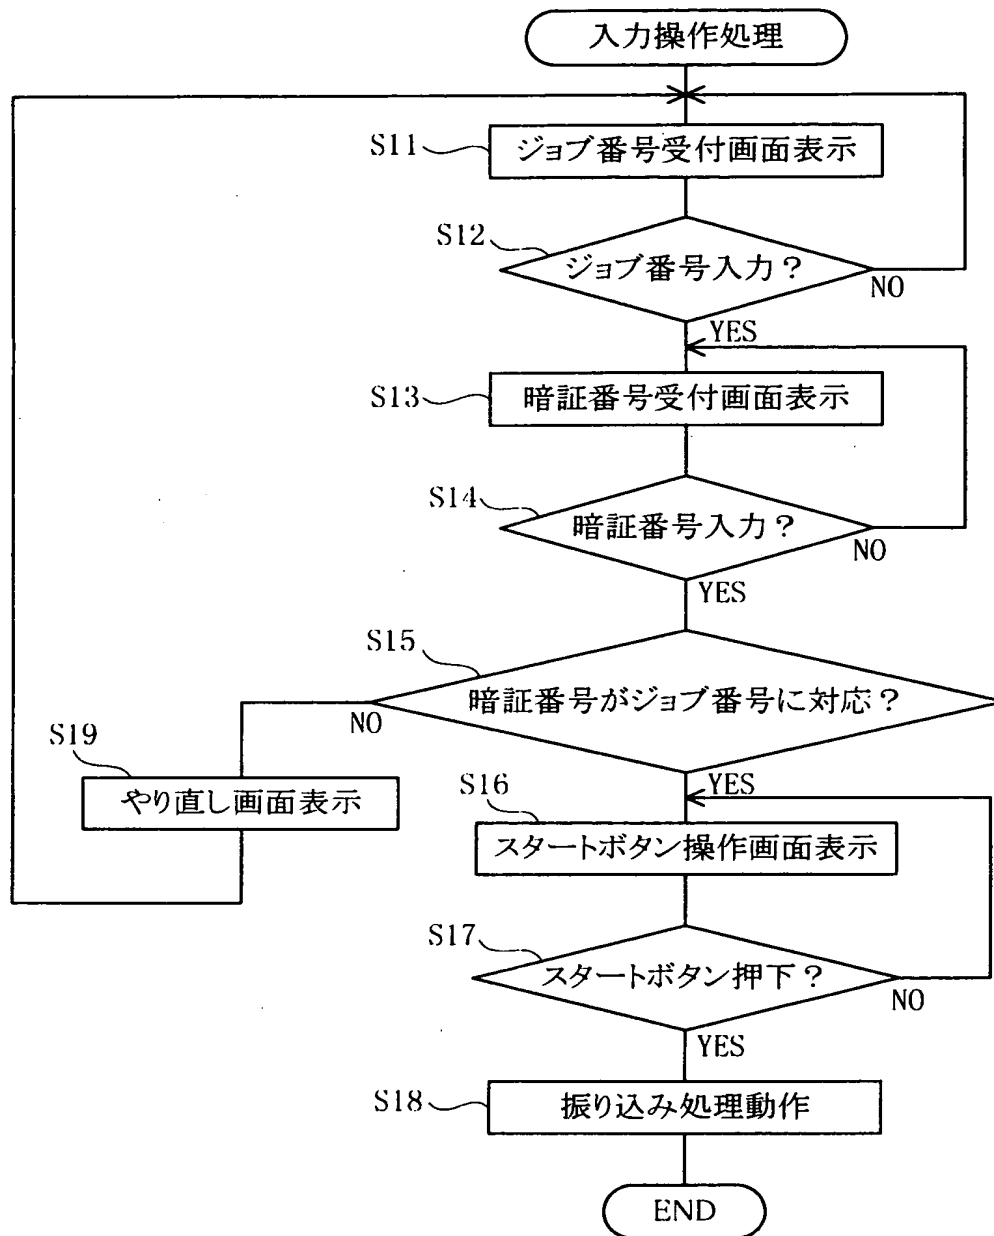 入力操作処理
S11
ジョブ番号受付画面表示
S12
ジョブ番号入力?
NO
YES
S13
暗証番号受付画面表示
S14
暗証番号入力?
NO
YES
S15
暗証番号がジョブ番号に対応?
NO
YES
S19
やり直し画面表示
S16
スタートボタン操作画面表示
S17
スタートボタン押下?
NO
YES
S18
振り込み処理動作
END